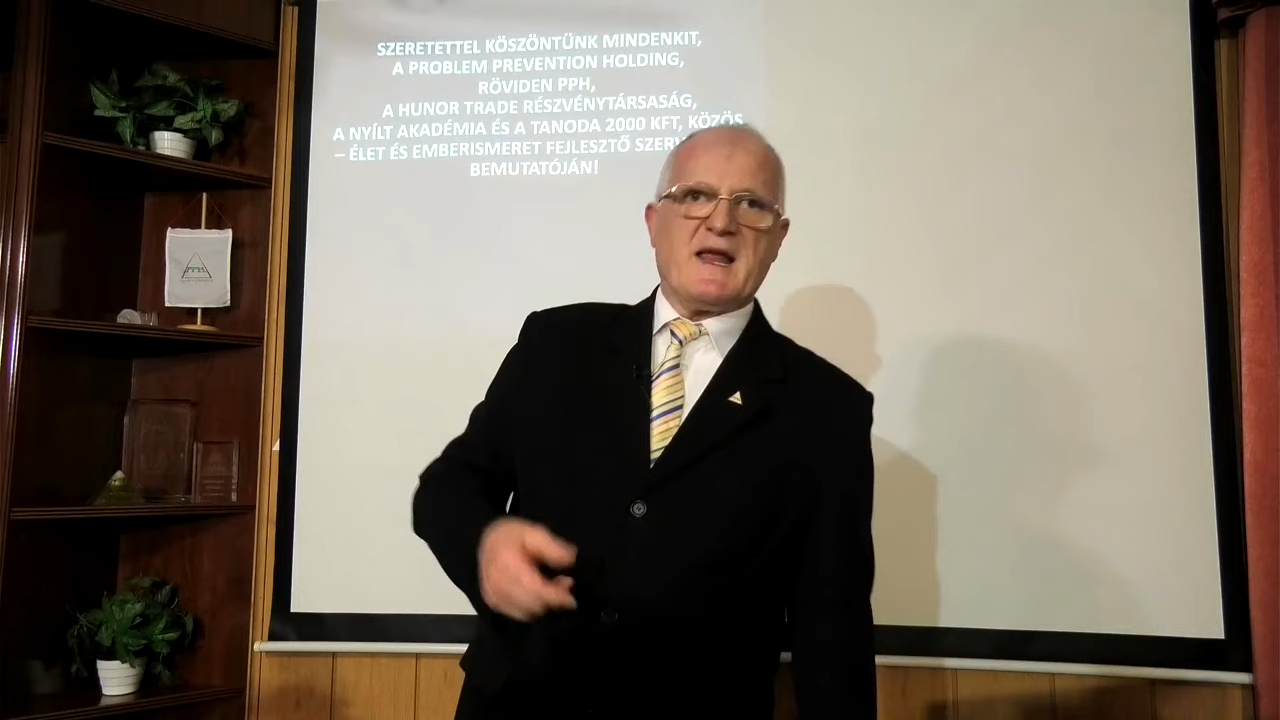 SZERETETTEL KÖSZÖNTÜNK MINDENKIT,
A PROBLEM PREVENTION HOLDING,
RÖVIDEN PPH,
A HUNOR TRADE RÉSZVÉNYTÁRSASÁG,
A NYÍLT AKADÉMIA ÉS A TANODA 2000 KFT, KÖZÖS
– ÉLET ÉS EMBERISMERET FEJLESZTŐ
BEMUTATÓJÁN!
PPH